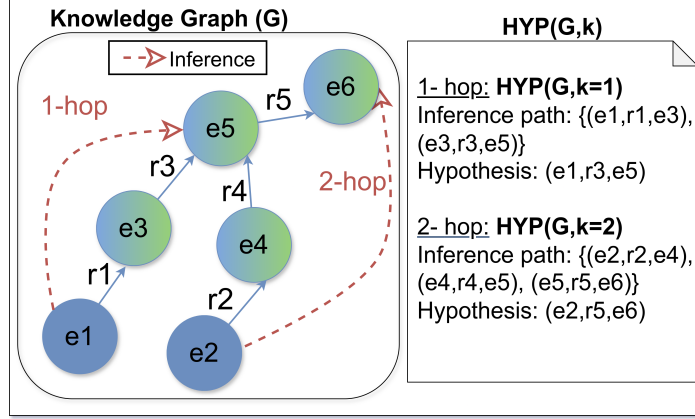 Knowledge Graph (G)
Inference
1-hop
e6
r5
e5
r3
r4
2-hop
e3
e4
r1
r2
e1
e2
HYP(G,k)
1- hop: HYP(G,k=1)
Inference path: {(e1,r1,e3),
(e3,r3,e5)}
Hypothesis: (e1,r3,e5)
2- hop: HYP(G,k=2)
Inference path: {(e2,r2,e4),
(e4,r4,e5), (e5,r5,e6)}
Hypothesis: (e2,r5,e6)